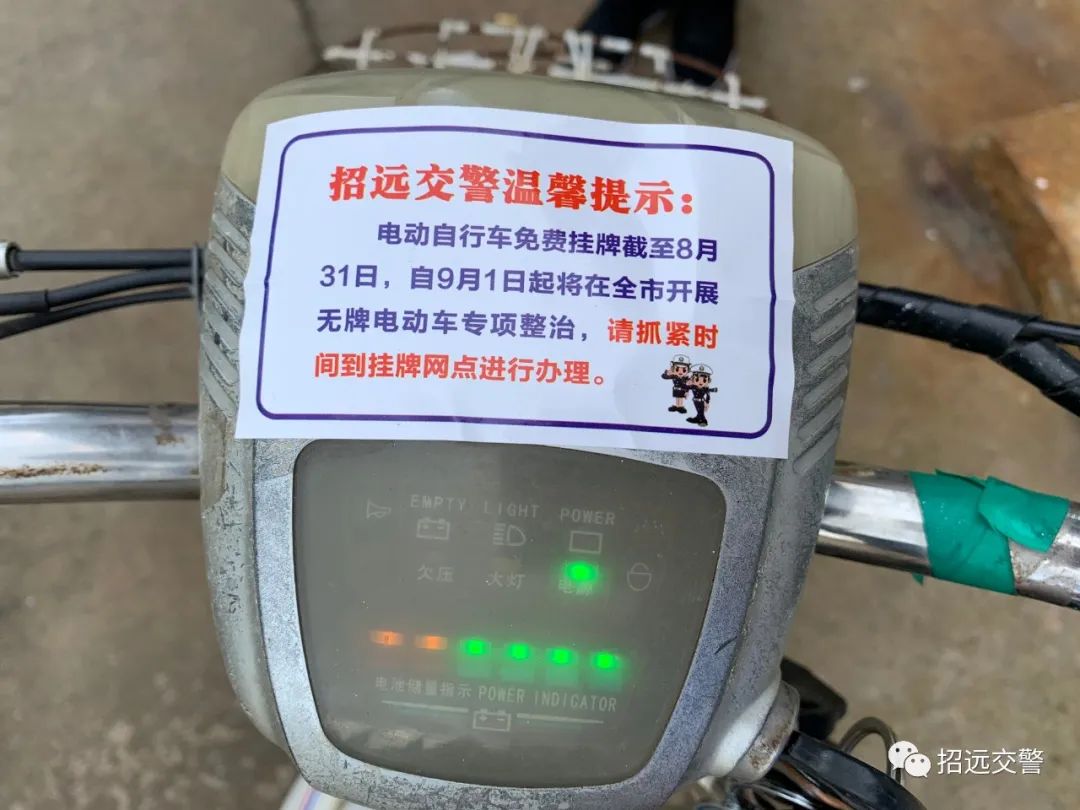 招远交警温馨提示：
电动自行车免费挂牌截至8月
31日，自9月1日起将在全市开展
无牌电动车专项整治，请抓紧时
间到挂牌网点进行办理。
EMPTY LIGHT POWER
欠压 大灯 电源
电池储量指示 POWER INDICATOR
招远交警